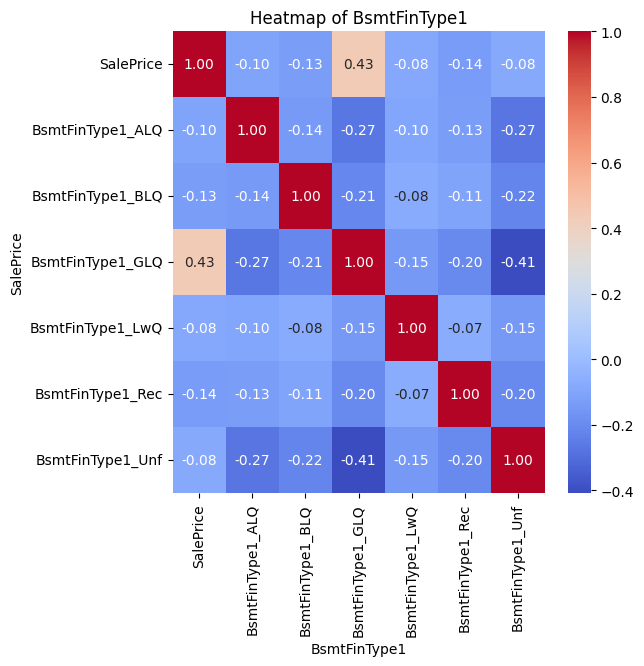 Heatmap of BsmtFinType1
SalePrice
SalePrice 1.00 -0.10 -0.13 0.43 -0.08 -0.14 -0.08
BsmtFinType1_ALQ -0.10 1.00 -0.14 -0.27 -0.10 -0.13 -0.27
BsmtFinType1_BLQ -0.13 -0.14 1.00 -0.21 -0.08 -0.11 -0.22
BsmtFinType1_GLQ 0.43 -0.27 -0.21 1.00 -0.15 -0.20 -0.41
BsmtFinType1_LwQ -0.08 -0.10 -0.08 -0.15 1.00 -0.07 -0.15
BsmtFinType1_Rec -0.14 -0.13 -0.11 -0.20 -0.07 1.00 -0.20
BsmtFinType1_Unf -0.08 -0.27 -0.22 -0.41 -0.15 -0.20 1.00
SalePrice
BsmtFinType1_ALQ
BsmtFinType1_BLQ
BsmtFinType1_GLQ
BsmtFinType1_LwQ
BsmtFinType1_Rec
BsmtFinType1_Unf
BsmtFinType1
1.0
0.8
0.6
0.4
0.2
0.0
-0.2
-0.4